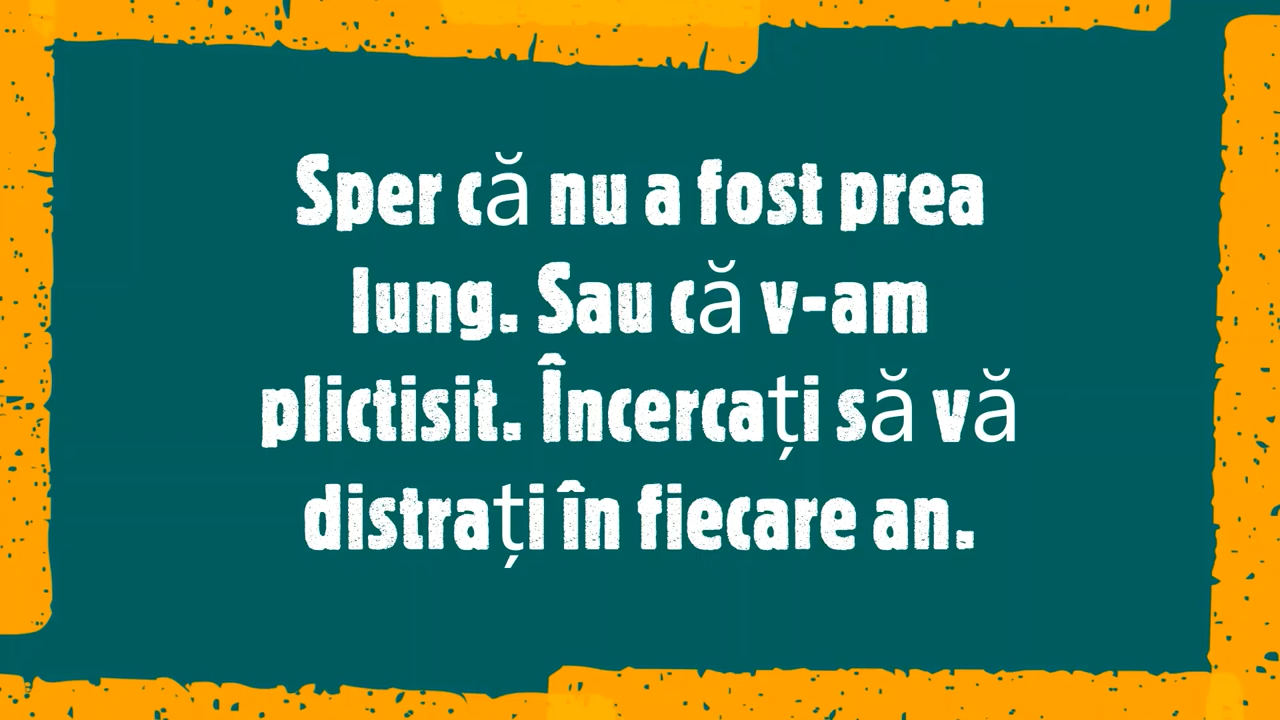 Sper că nu a fost prea
lung. Sau că v-am
plictisit. Încercați să vă
distrați în fiecare an.